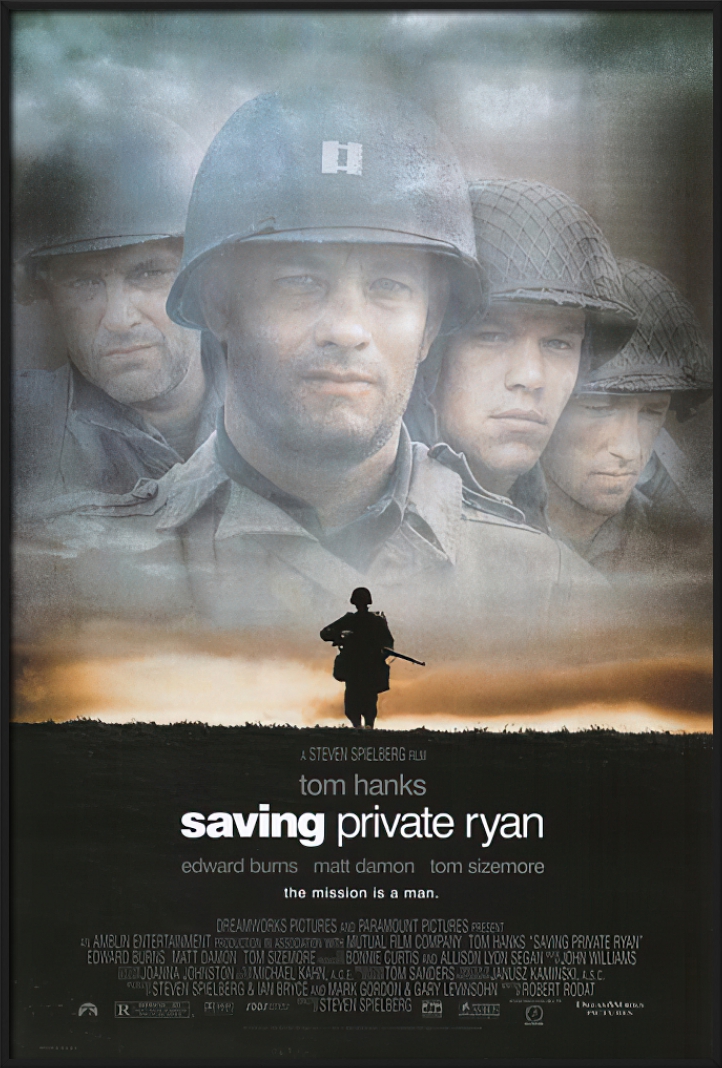 A STEVEN SPIELBERG FILM
tom hanks
saving private ryan
edward burns matt damon tom sizemore
the mission is a man.
DREAMWORKS PICTURES AND PARAMOUNT PICTURES PRESENT
AN AMBLIN ENTERTAINMENT PRODUCTION IN ASSOCIATION WITH MUTUAL FILM COMPANY TOM HANKS "SAVING PRIVATE RYAN"
EDWARD BURNS MATT DAMON TOM SIZEMORE BONNIE CURTIS AND ALLISON LYON SEGAN JOHN WILLIAMS
JOANNA JOHNSTON MICHAEL KAHN, A.C.E. TOM SANDERS JANUSZ KAMINSKI, A.S.C.
STEVEN SPIELBERG & IAN BRYCE AND MARK GORDON & GARY LEVINSOHN ROBERT RODAT
STEVEN SPIELBERG
R
DREAMWORKS
PICTURES